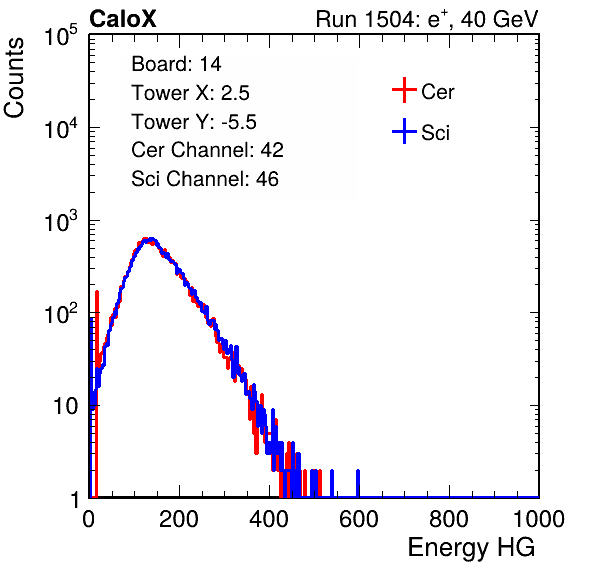 CaloX Run 1504: e⁺, 40 GeV
Counts
Board: 14
Tower X: 2.5
Tower Y: -5.5
Cer Channel: 42
Sci Channel: 46
Cer
Sci
10⁵
10⁴
10³
10²
10
1
0 200 400 600 800 1000
Energy HG